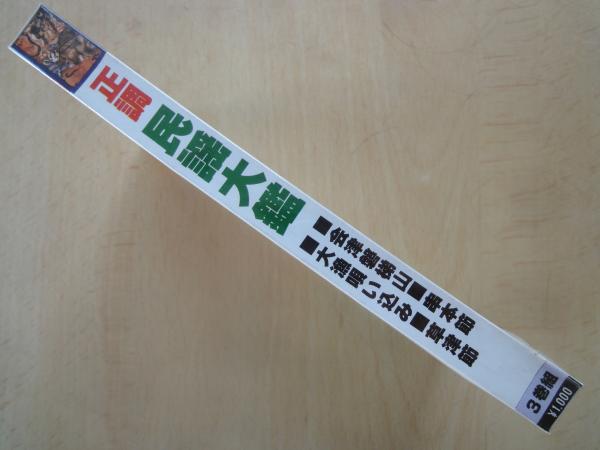 正調 民謡大鑑
■会津磐梯山■串本節
■大漁唄い込み■草津節
3巻組
¥1,000